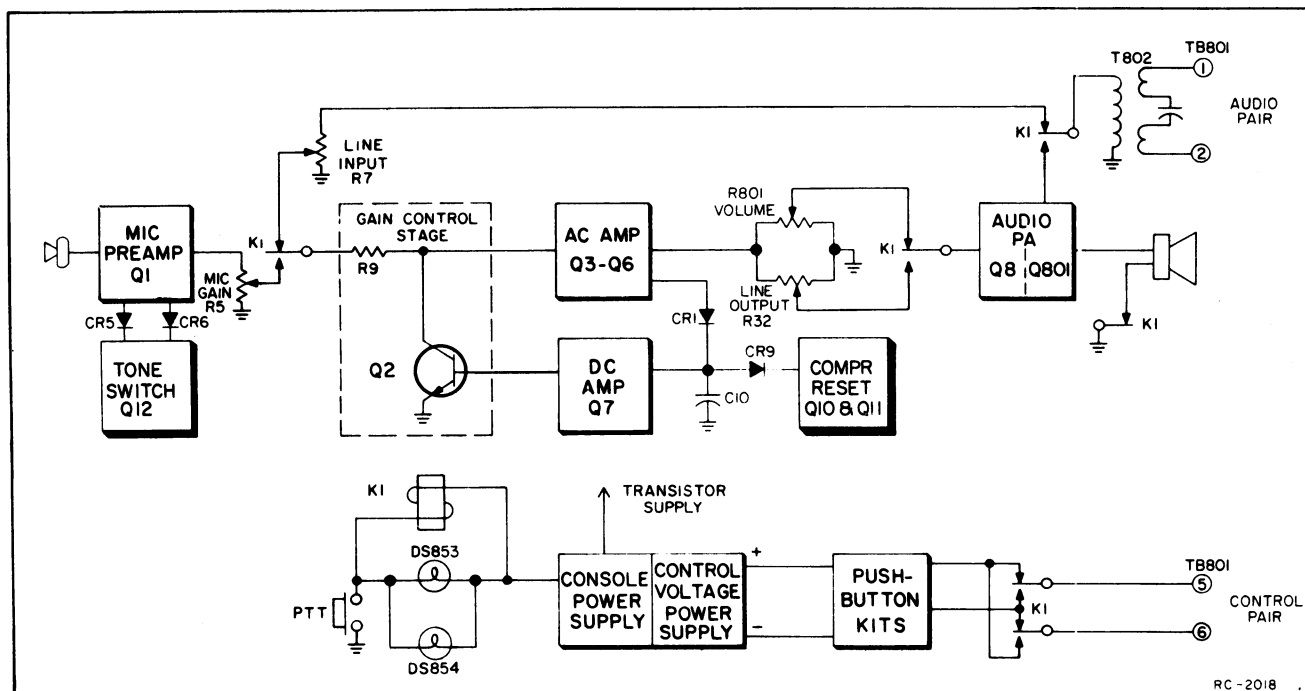 T802
TB801
1
AUDIO
PAIR
2
K1
LINE
INPUT
R7
R801
VOLUME
GAIN CONTROL
STAGE
MIC
PREAMP
Q1
K1
R9
AC AMP
Q3-Q6
K1
AUDIO
PA
Q8 Q801
MIC
GAIN
R5
LINE
OUTPUT
R32
CR5
CR6
CR1
K1
TONE
SWITCH
Q12
Q2
DC
AMP
Q7
CR9
C10
COMPR
RESET
Q10 & Q11
K1
TRANSISTOR
SUPPLY
DS853
PTT
DS854
CONSOLE
POWER
SUPPLY
CONTROL
VOLTAGE
POWER
SUPPLY
+
-
PUSH-
BUTTON
KITS
K1
TB801
5
CONTROL
PAIR
6
RC-2018